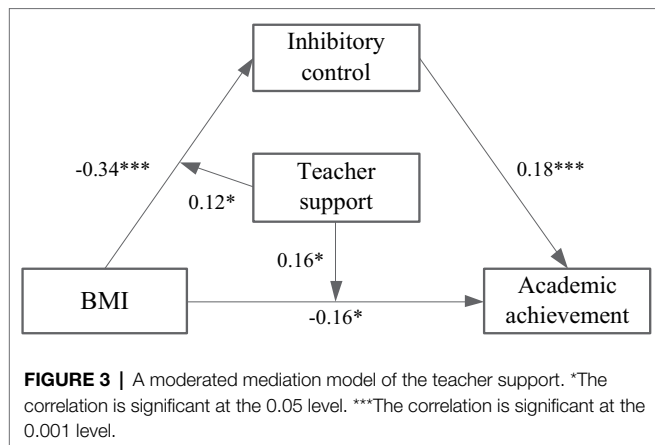 Inhibitory
control
-0.34***
Teacher
support
0.18***
0.12*
0.16*
BMI
Academic
achievement
-0.16*
FIGURE 3 | A moderated mediation model of the teacher support. *The
correlation is significant at the 0.05 level. ***The correlation is significant at the
0.001 level.